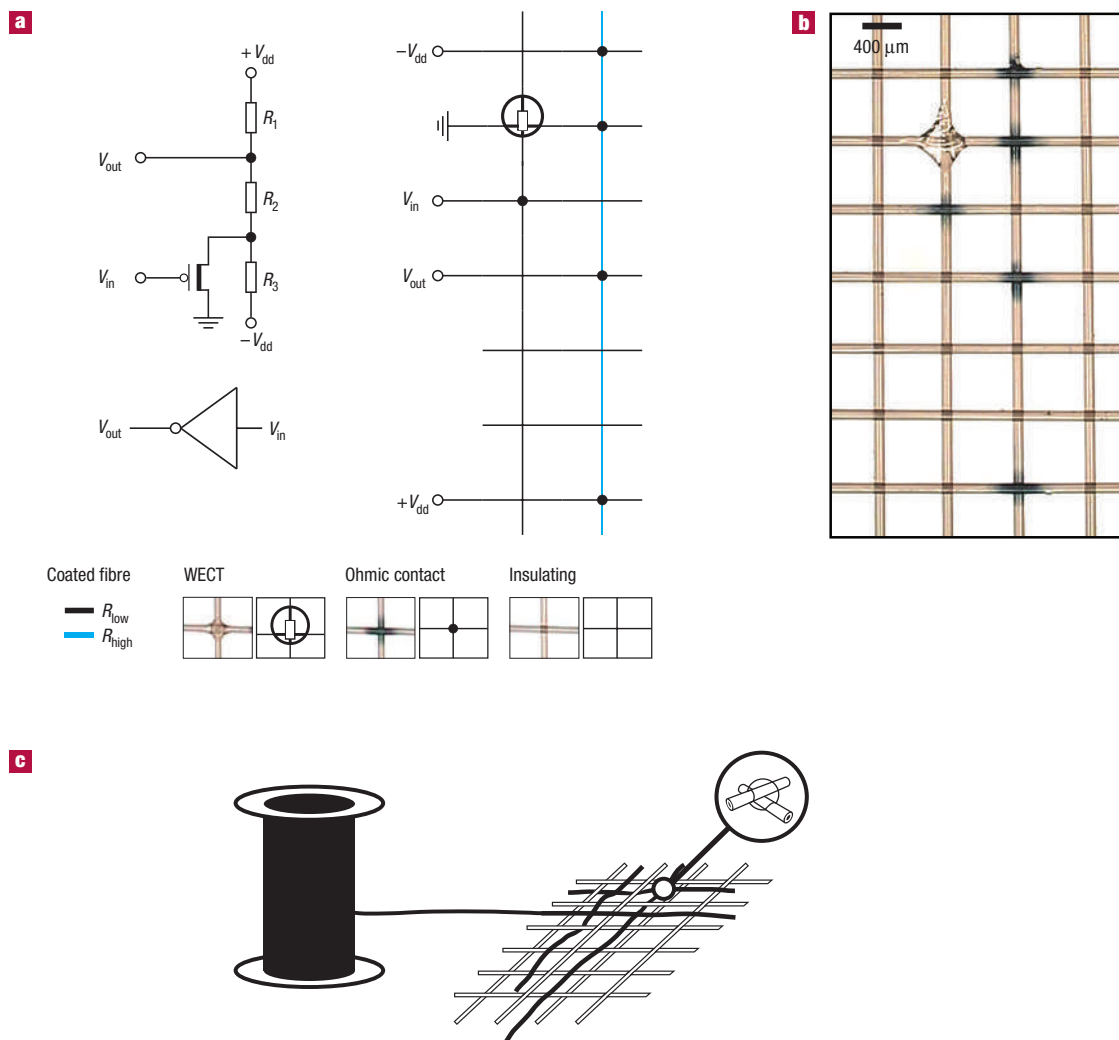 a
+Vdd
R1
Vout
R2
Vin
R3
−Vdd
Vout
Vin
−Vdd
Vin
Vout
+Vdd
Coated fibre
Rlow
Rhigh
WECT
Ohmic contact
Insulating
b
400 µm
c